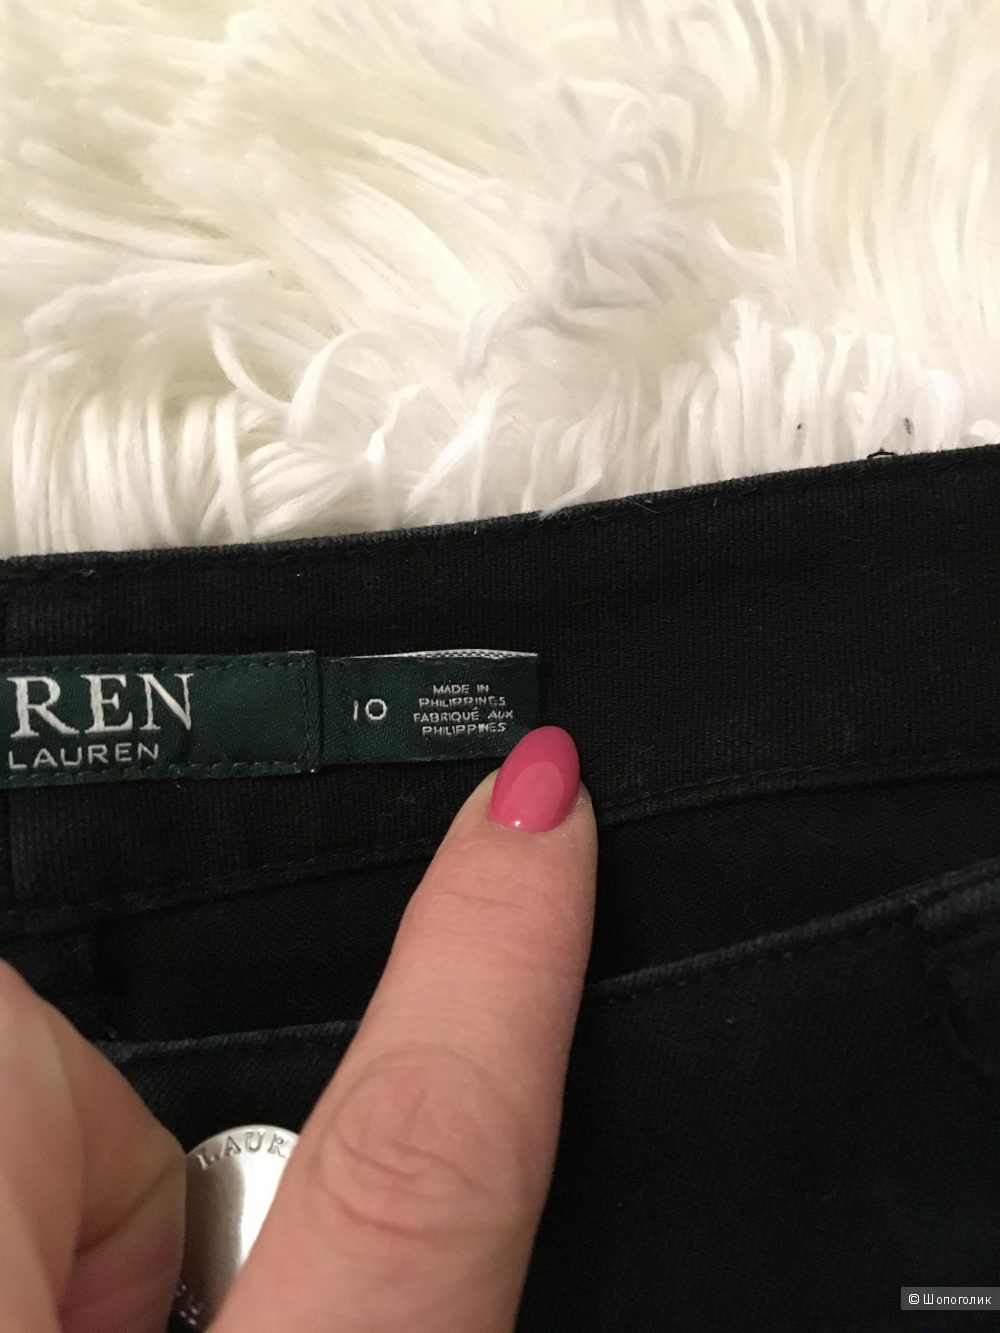 REN
LAUREN
10
MADE IN
PHILIPPINES
FABRIQUÉ AUX
PHILIPPINES
LAUR
© Шопоголик